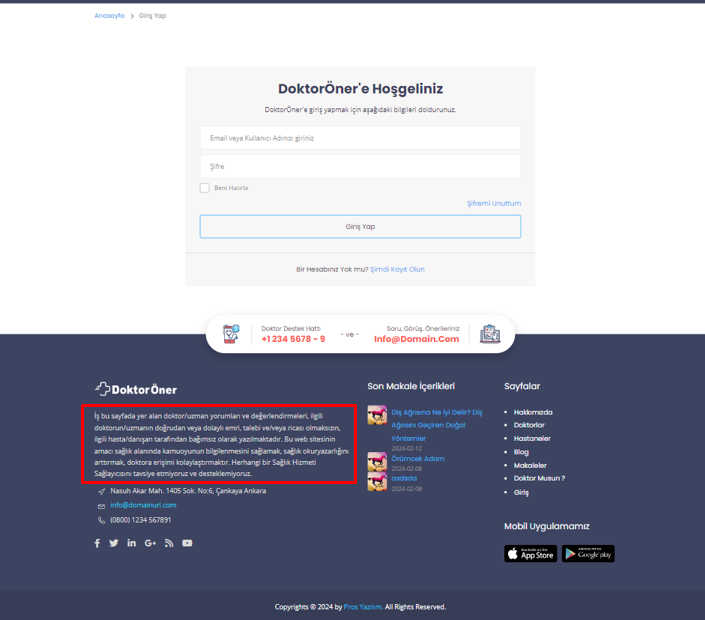 Anasayfa > Giriş Yap
DoktorÖner'e Hoşgeliniz
DoktorÖner'e giriş yapmak için aşağıdaki bilgileri doldurunuz.
Email veya Kullanıcı Adınızı giriniz
Şifre
Beni Hatırla
Şifremi Unuttum
Giriş Yap
Bir Hesabınız Yok mu? Şimdi Kayıt Olun
Doktor Destek Hattı
+1 234 5678 - 9
- ve -
Soru, Görüş, Önerileriniz
Info@Domain.Com
DoktorÖner
İş bu sayfada yer alan doktor/uzman yorumları ve değerlendirmeleri, ilgili
doktorun/uzmanın doğrudan veya dolaylı emri, talebi ve/veya ricası olmaksızın,
ilgili hasta/danışan tarafından bağımsız olarak yazılmaktadır. Bu web sitesinin
amacı sağlık alanında kamuoyunun bilgilenmesini sağlamak, sağlık okuryazarlığını
arttırmak, doktora erişimi kolaylaştırmaktır. Herhangi bir Sağlık Hizmeti
Sağlayıcısını tavsiye etmiyoruz ve desteklemiyoruz.
Nasuh Akar Mah. 1405 Sok. No:6, Çankaya Ankara
info@domainurl.com
(0800) 1234 567891
Son Makale İçerikleri
Diş Ağrısına Ne İyi Gelir? Diş
Ağrısını Geçiren Doğal
Yöntemler
2024-02-12
Örümcek Adam
2024-02-08
asdsda
2024-02-08
Sayfalar
Hakkımızda
Doktorlar
Hastaneler
Blog
Makaleler
Doktor Musun ?
Giriş
Mobil Uygulamamız
Available on the
App Store
Google play
Copyrights © 2024 by Pros Yazılım. All Rights Reserved.